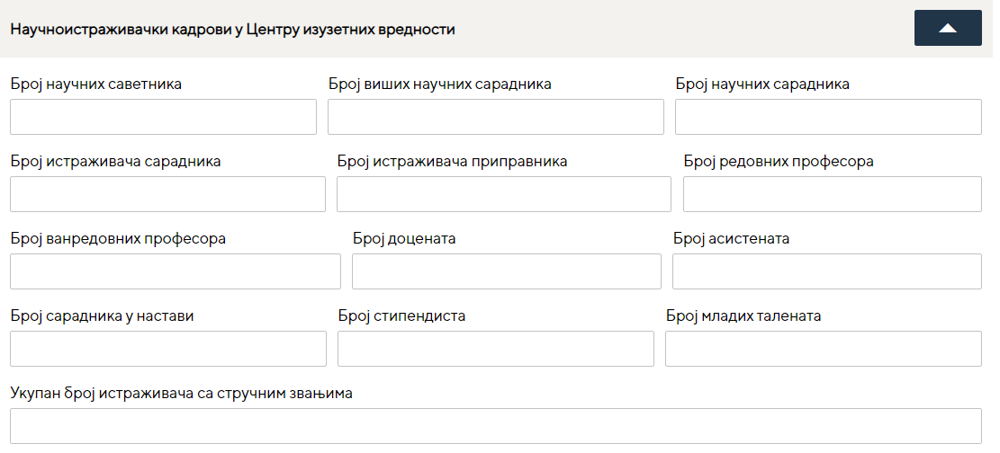 Научноистраживачки кадрови у Центру изузетних вредности
Број научних саветника
Број виших научних сарадника
Број научних сарадника
Број истраживача сарадника
Број истраживача приправника
Број редовних професора
Број ванредовних професора
Број доцената
Број асистената
Број сарадника у настави
Број стипендиста
Број младих талената
Укупан број истраживача са стручним звањима